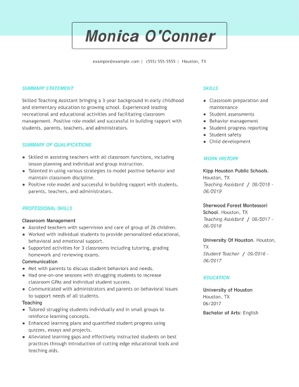 Monica O'Conner
example@example.com | (555) 555-5555 | Houston, TX
SUMMARY STATEMENT
Skilled Teaching Assistant bringing a 3 year background in early childhood
and elementary education to growing school. Experienced leading
recreational and educational activities and facilitating classroom
management. Positive role model and successful in building rapport with
students, parents, teachers, and administrators.
SUMMARY OF QUALIFICATIONS
● Skilled in assisting teachers with all classroom functions, including
lesson planning and individual and group instruction.
● Talented in using various strategies to model positive behavior and
maintain classroom discipline.
● Positive role model and successful in building rapport with students,
parents, teachers, and administrators.
PROFESSIONAL SKILLS
Classroom Management
● Assisted teachers with supervision and care of group of 26 children.
● Worked with individual students to provide personalized educational,
behavioral and emotional support.
● Supported activities for 3 classrooms including tutoring, grading
homework and reviewing exams.
Communication
● Met with parents to discuss student behaviors and needs.
● Had one-on-one sessions with struggling students to increase
classroom GPAs and individual student success.
● Communicated with administrators and parents on behavioral issues
to support needs of all students.
Teaching
● Tutored struggling students individually and in small groups to
reinforce learning concepts.
● Enhanced learning plans and quantified student progress using
quizzes, essays and projects.
● Alleviated learning gaps and effectively instructed students on best
practices through introduction of cutting edge educational tools and
teaching aids.
SKILLS
● Classroom preparation and
maintenance
● Student assessments
● Behavior management
● Student progress reporting
● Student safety
● Child development
WORK HISTORY
Kipp Houston Public Schools.
Houston, TX
Teaching Assistant / 06/2018 -
06/2019
Sherwood Forest Montessori
School. Houston, TX
Teaching Assistant / 06/2017 -
06/2018
University Of Houston. Houston,
TX
Student Teacher / 09/2016 -
06/2017
EDUCATION
University of Houston
Houston, TX
06/2017
Bachelor of Arts: English